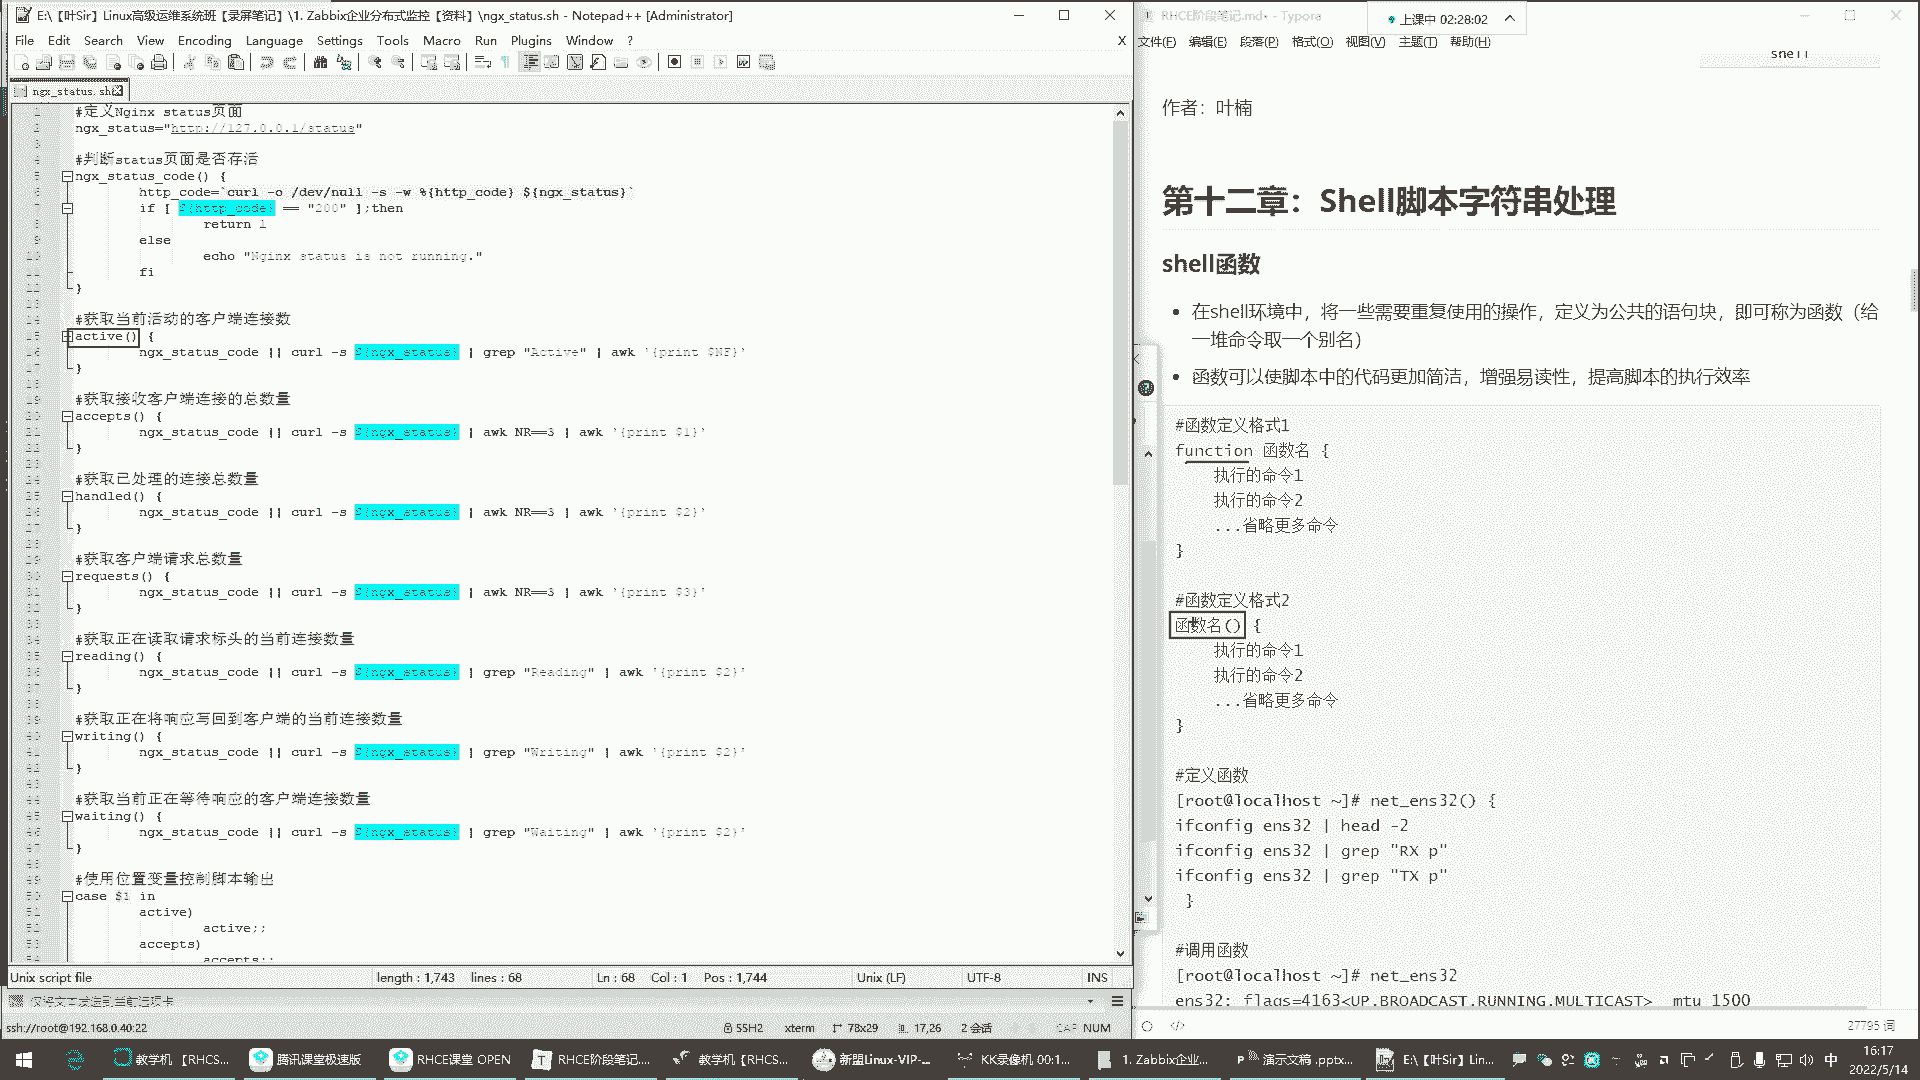 E:\【叶Sir】Linux高级运维系统班【录屏笔记】\1. Zabbix企业分布式监控【资料】\ngx_status.sh - Notepad++ [Administrator]
File Edit Search View Encoding Language Settings Tools Macro Run Plugins Window ? X
ngx_status.sh
#定义Nginx status页面
ngx_status="http://127.0.0.1/status"
#判断status页面是否存活
ngx_status_code() {
http_code=`curl -o /dev/null -s -w %{http_code} ${ngx_status}`
if [ ${http_code} == "200" ];then
return 1
else
echo "Nginx status is not running."
fi
}
#获取当前活动的客户端连接数
active() {
ngx_status_code || curl -s ${ngx_status} | grep "Active" | awk '{print $NF}'
}
#获取接收客户端连接的总数量
accepts() {
ngx_status_code || curl -s ${ngx_status} | awk NR==3 | awk '{print $1}'
}
#获取已处理的连接总数量
handled() {
ngx_status_code || curl -s ${ngx_status} | awk NR==3 | awk '{print $2}'
}
#获取客户端请求总数量
requests() {
ngx_status_code || curl -s ${ngx_status} | awk NR==3 | awk '{print $3}'
}
#获取正在读取请求标头的当前连接数量
reading() {
ngx_status_code || curl -s ${ngx_status} | grep "Reading" | awk '{print $2}'
}
#获取正在将响应写回到客户端的当前连接数量
writing() {
ngx_status_code || curl -s ${ngx_status} | grep "Writing" | awk '{print $2}'
}
#获取当前正在等待响应的客户端连接数量
waiting() {
ngx_status_code || curl -s ${ngx_status} | grep "Waiting" | awk '{print $2}'
}
#使用位置变量控制脚本输出
case $1 in
active)
active;;
accepts)
accepts;;
Unix script file length : 1,743 lines : 68 Ln : 68 Col : 1 Pos : 1,744 Unix (LF) UTF-8 INS
仅将文本发送到当前选项卡
ssh://root@192.168.0.40:22 SSH2 xterm 78x29 17,26 2 会话 CAP NUM
RHCE阶段笔记.md• - Typora
上课中 02:28:02
文件(F) 编辑(E) 段落(P) 格式(O) 视图(V) 主题(T) 帮助(H)
shell
作者：叶楠
第十二章：Shell脚本字符串处理
shell函数
在shell环境中，将一些需要重复使用的操作，定义为公共的语句块，即可称为函数（给
一堆命令取一个别名）
函数可以使脚本中的代码更加简洁，增强易读性，提高脚本的执行效率
#函数定义格式1
function 函数名 {
执行的命令1
执行的命令2
...省略更多命令
}
#函数定义格式2
函数名() {
执行的命令1
执行的命令2
...省略更多命令
}
#定义函数
[root@localhost ~]# net_ens32() {
ifconfig ens32 | head -2
ifconfig ens32 | grep "RX p"
ifconfig ens32 | grep "TX p"
}
#调用函数
[root@localhost ~]# net_ens32
ens32: flags=4163<UP,BROADCAST,RUNNING,MULTICAST> mtu 1500
27795 词
教学机 【RHCS... 腾讯课堂极速版 RHCE课堂 OPEN RHCE阶段笔记.... 教学机【RHCS... 新盟Linux-VIP-... KK录像机 00:1... 1. Zabbix企业... 演示文稿 .pptx... E:\【叶Sir】Lin... 中
16:17
2022/5/14